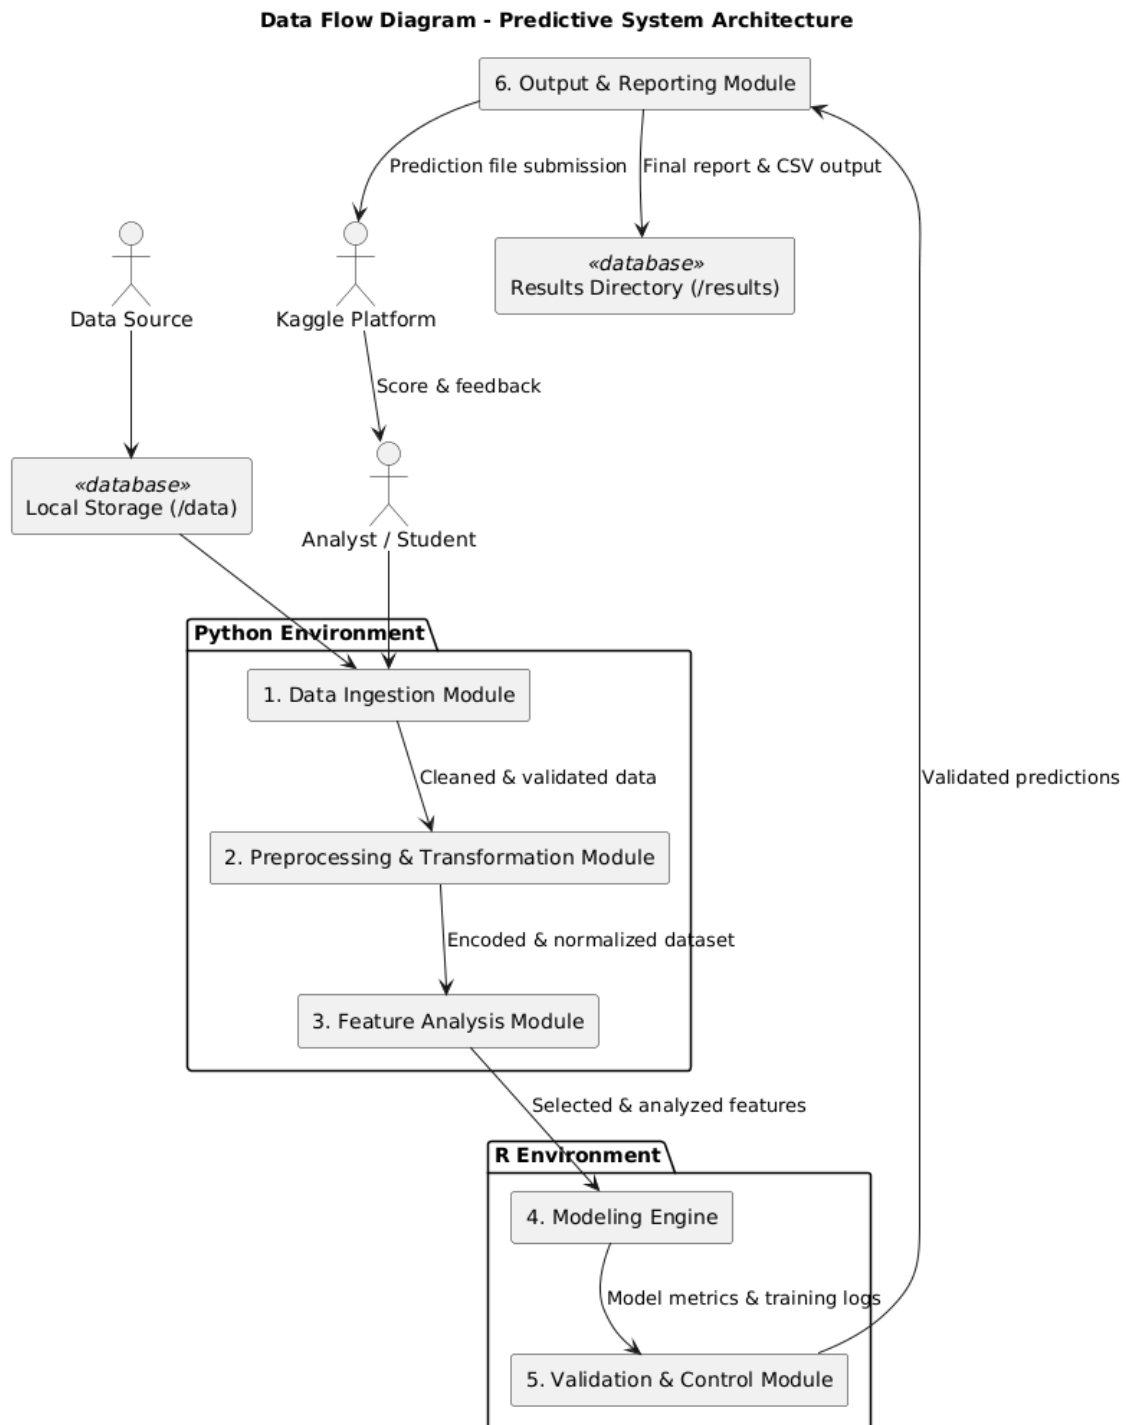 Data Flow Diagram - Predictive System Architecture
6. Output & Reporting Module
Prediction file submission
Final report & CSV output
«database»
Results Directory (/results)
Data Source
Kaggle Platform
Score & feedback
«database»
Local Storage (/data)
Analyst / Student
Python Environment
1. Data Ingestion Module
Cleaned & validated data
Validated predictions
2. Preprocessing & Transformation Module
Encoded & normalized dataset
3. Feature Analysis Module
Selected & analyzed features
R Environment
4. Modeling Engine
Model metrics & training logs
5. Validation & Control Module